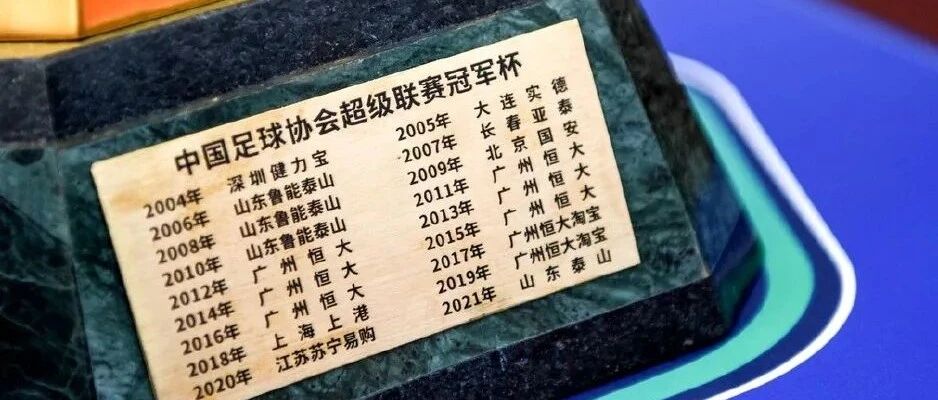 中国足球协会超级联赛冠军杯
2004年 深圳健力宝
2006年 山东鲁能泰山
2008年 山东鲁能泰山
2010年 山东鲁能泰山
2012年 广州恒大
2014年 广州恒大
2016年 广州恒大
2018年 上海上港
2020年 江苏苏宁易购
2005年 大连实德
2007年 长春亚泰
2009年 北京国安
2011年 广州恒大
2013年 广州恒大
2015年 广州恒大
2017年 广州恒大淘宝
2019年 广州恒大淘宝
2021年 山东泰山